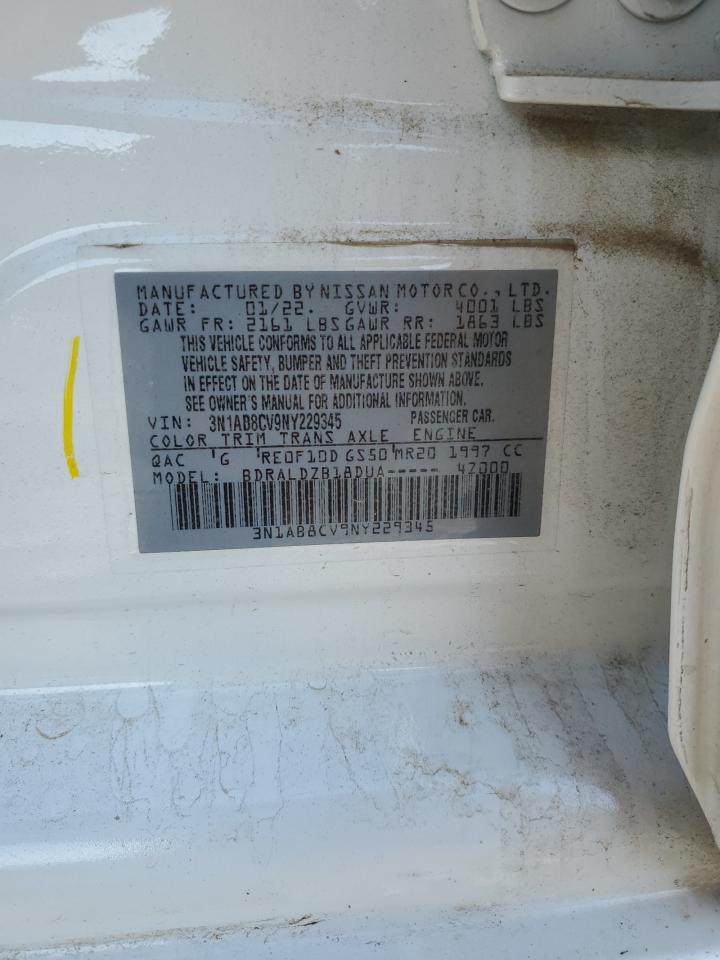 MANUFACTURED BY NISSAN MOTOR CO., LTD.
DATE: 01/22. GVWR: 4001 LBS
GAWR FR: 2161 LBS GAWR RR: 1863 LBS
THIS VEHICLE CONFORMS TO ALL APPLICABLE FEDERAL MOTOR
VEHICLE SAFETY, BUMPER AND THEFT PREVENTION STANDARDS
IN EFFECT ON THE DATE OF MANUFACTURE SHOWN ABOVE.
SEE OWNER'S MANUAL FOR ADDITIONAL INFORMATION.
VIN: 3N1AB8CV9NY229345 PASSENGER CAR.
COLOR TRIM TRANS AXLE ENGINE
QAC 'G 'RE0F10D GS50'MR20 1997 CC
MODEL: BDRALDZB18DUA----- 42000
3N1AB8CV9NY229345